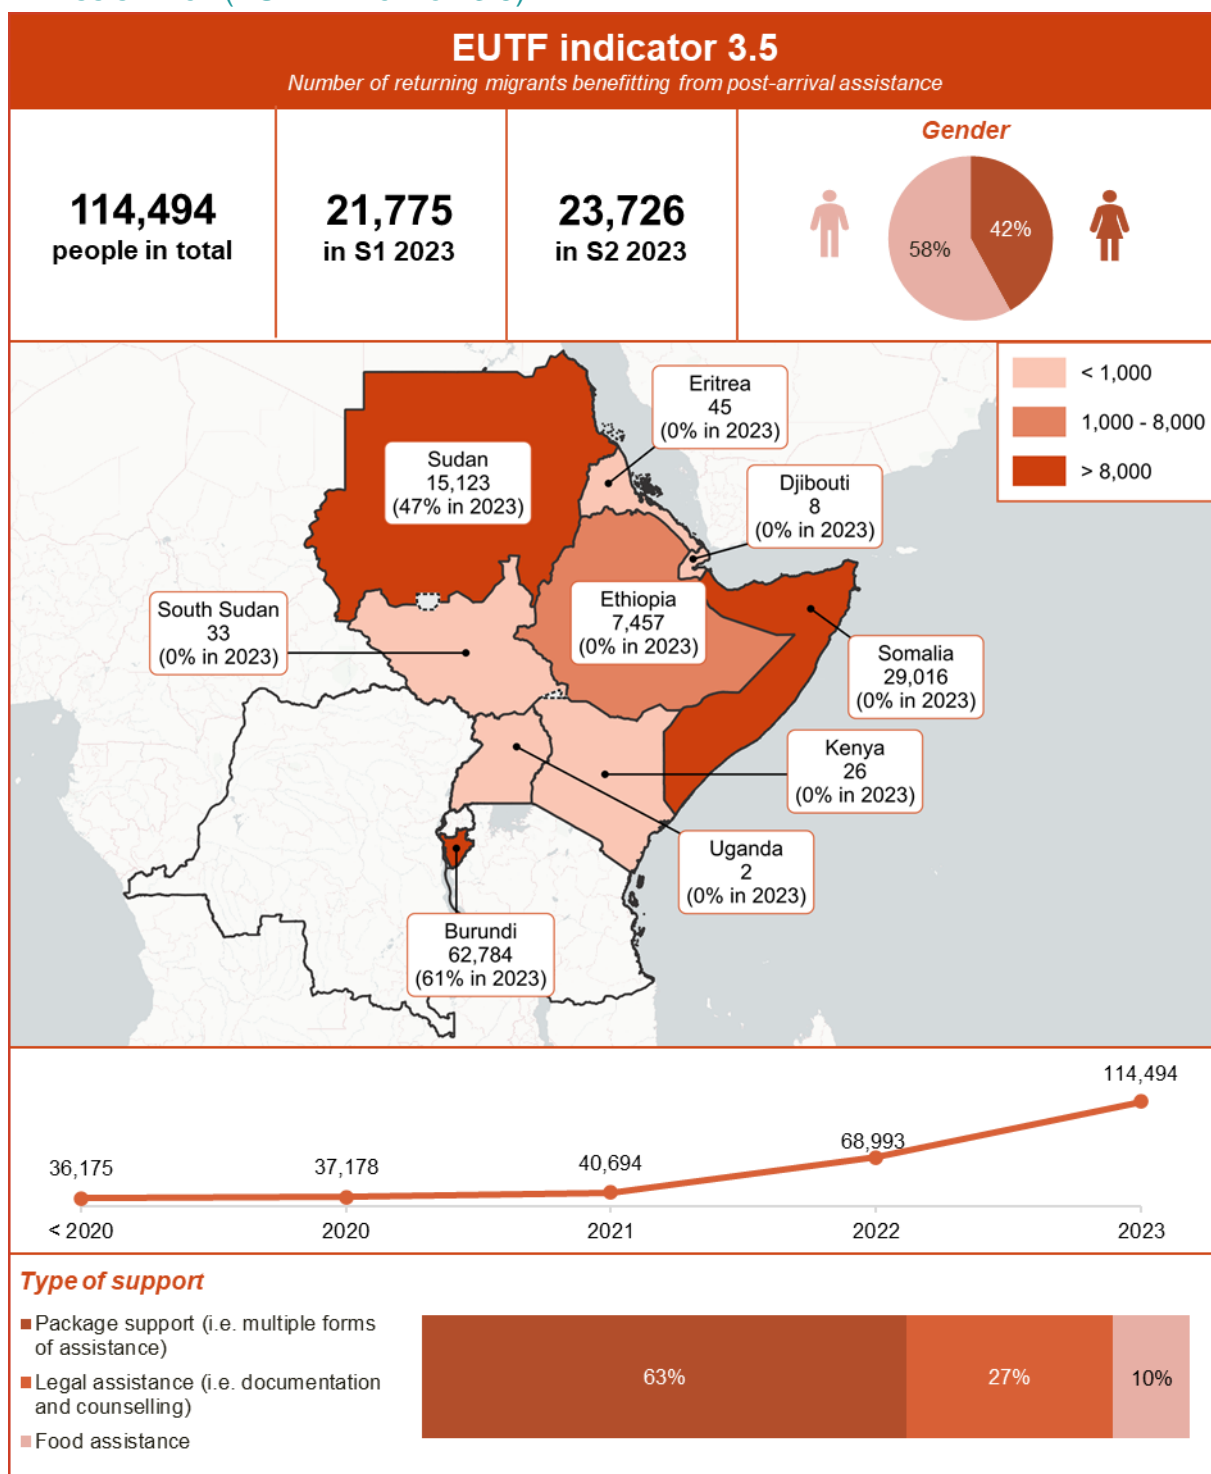 EUTF indicator 3.5
Number of returning migrants benefitting from post-arrival assistance
114,494
people in total
21,775
in S1 2023
23,726
in S2 2023
Gender
42%
58%
< 1,000
1,000 - 8,000
> 8,000
Eritrea
45
(0% in 2023)
Sudan
15,123
(47% in 2023)
Djibouti
8
(0% in 2023)
Ethiopia
7,457
(0% in 2023)
South Sudan
33
(0% in 2023)
Somalia
29,016
(0% in 2023)
Kenya
26
(0% in 2023)
Uganda
2
(0% in 2023)
Burundi
62,784
(61% in 2023)
36,175
37,178
40,694
68,993
114,494
< 2020
2020
2021
2022
2023
Type of support
Package support (i.e. multiple forms
of assistance)
Legal assistance (i.e. documentation
and counselling)
Food assistance
63%
27%
10%